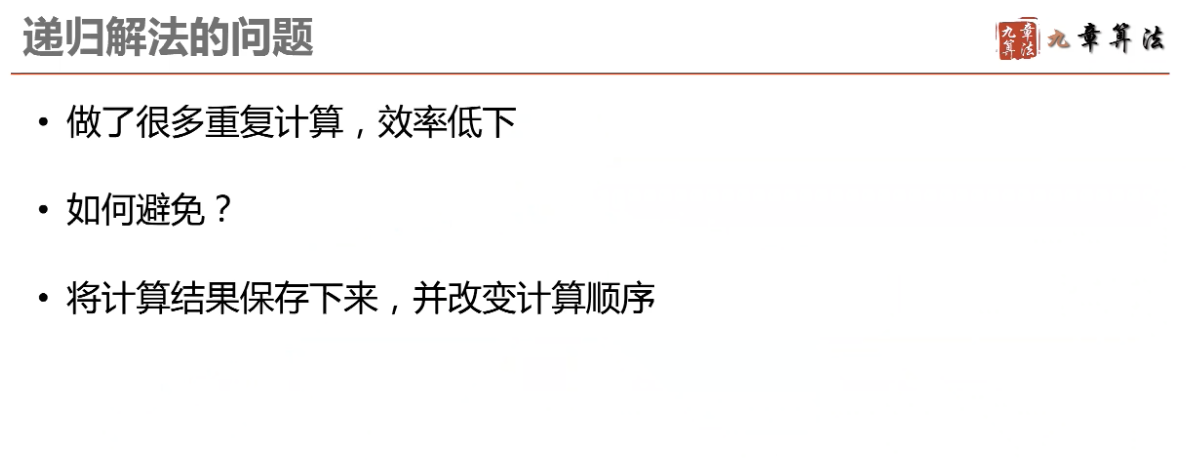 递归解法的问题
九章算法 九章算法
• 做了很多重复计算，效率低下
• 如何避免？
• 将计算结果保存下来，并改变计算顺序